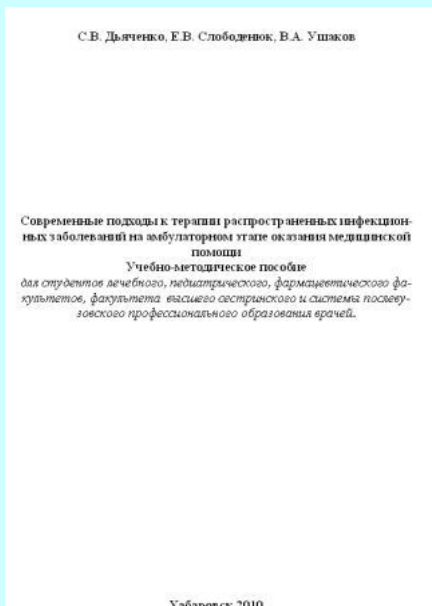 С.В. Дьяченко, Е.В. Слободенюк, В.А. Ушаков
Современные подходы к терапии распространенных инфекцион-
ных заболеваний на амбулаторном этапе оказания медицинской
помощи
Учебно-методическое пособие
для студентов лечебного, педиатрического, фармацевтического фа-
культетов, факультета высшего сестринского и системы послеву-
зовского профессионального образования врачей.
Хабаровск 2010